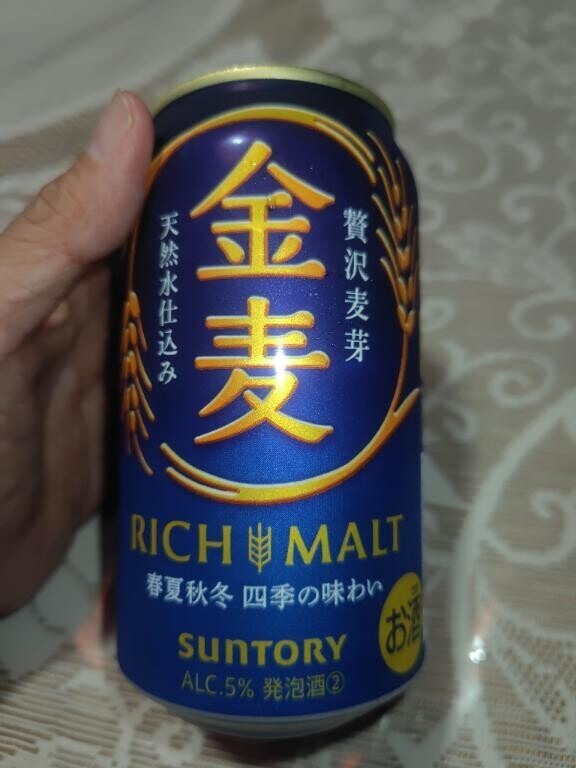 金麦
贅沢麦芽
天然水仕込み
RICH MALT
春夏秋冬 四季の味わい
お酒
SUNTORY
ALC.5% 発泡酒②